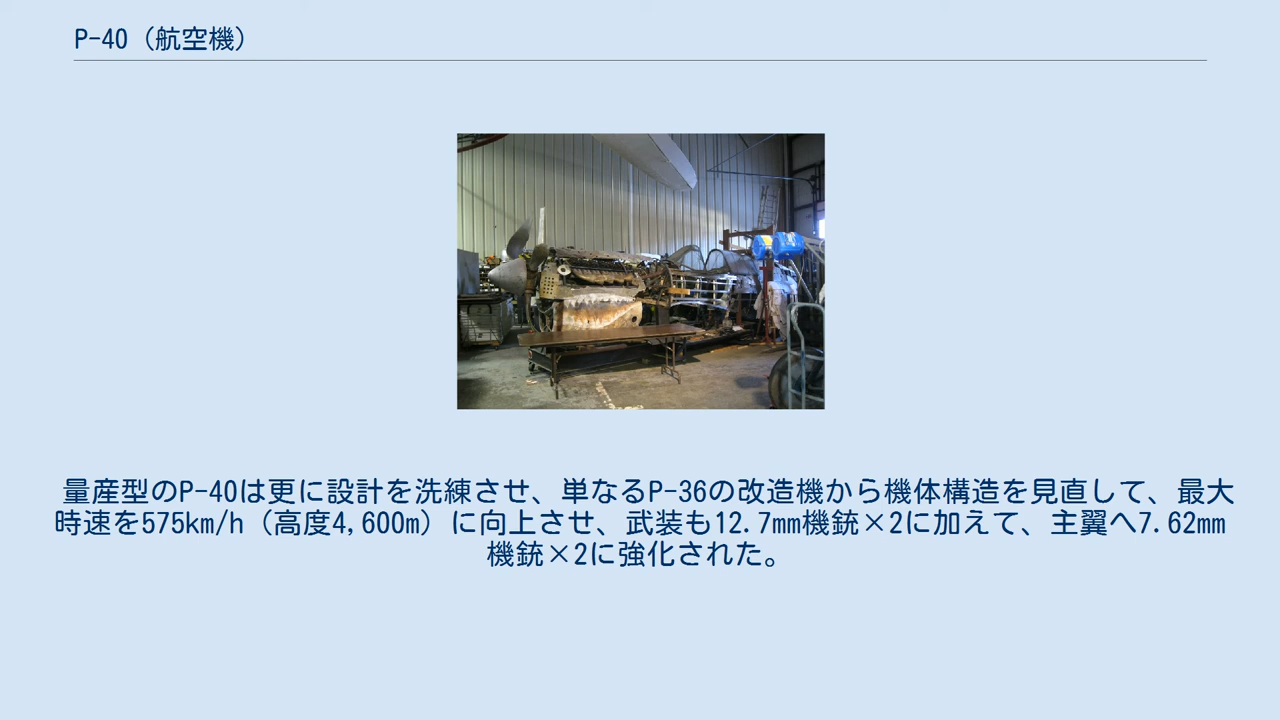 P-40（航空機）
量産型のP-40は更に設計を洗練させ、単なるP-36の改造機から機体構造を見直して、最大
時速を575km/h（高度4,600m）に向上させ、武装も12.7mm機銃×2に加えて、主翼へ7.62mm
機銃×2に強化された。